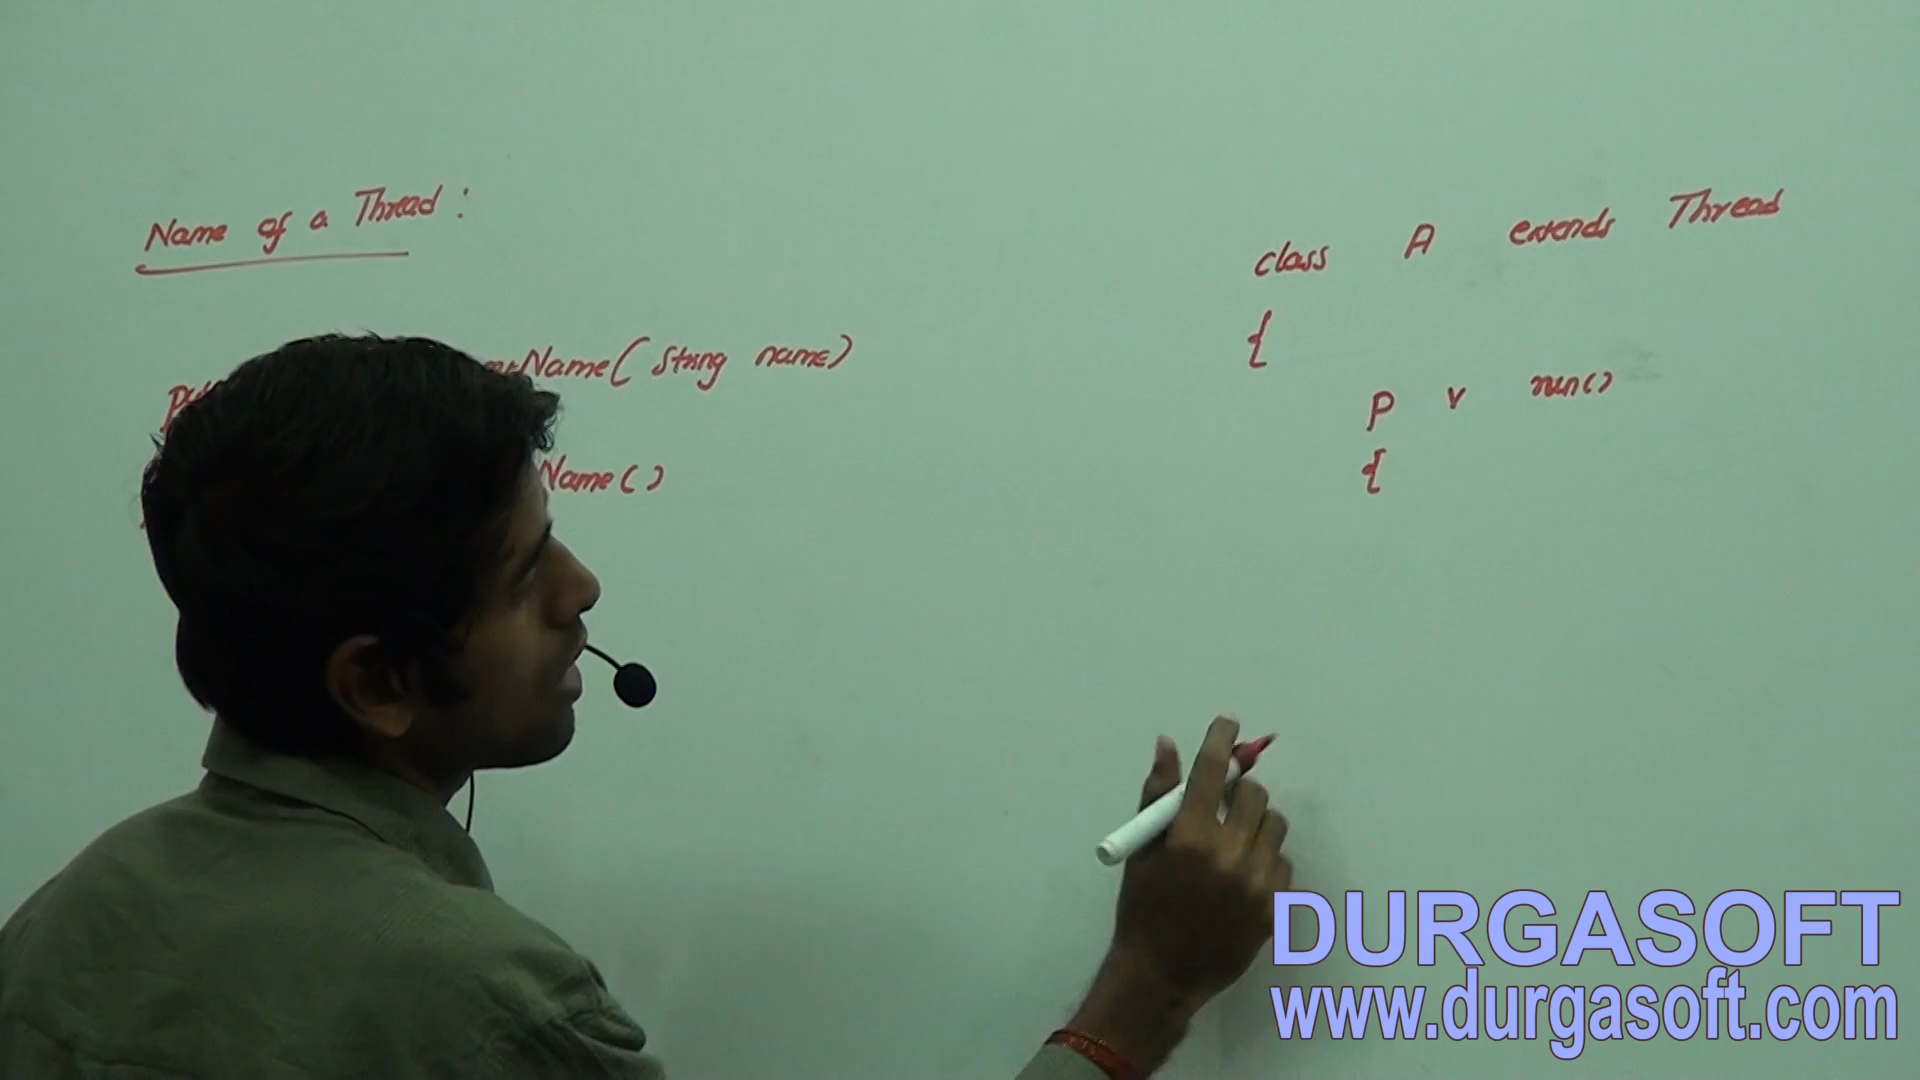 Name of a Thread :
Name( String name)
Name()
class A extends Thread
{
P v run()
{
DURGASOFT
www.durgasoft.com